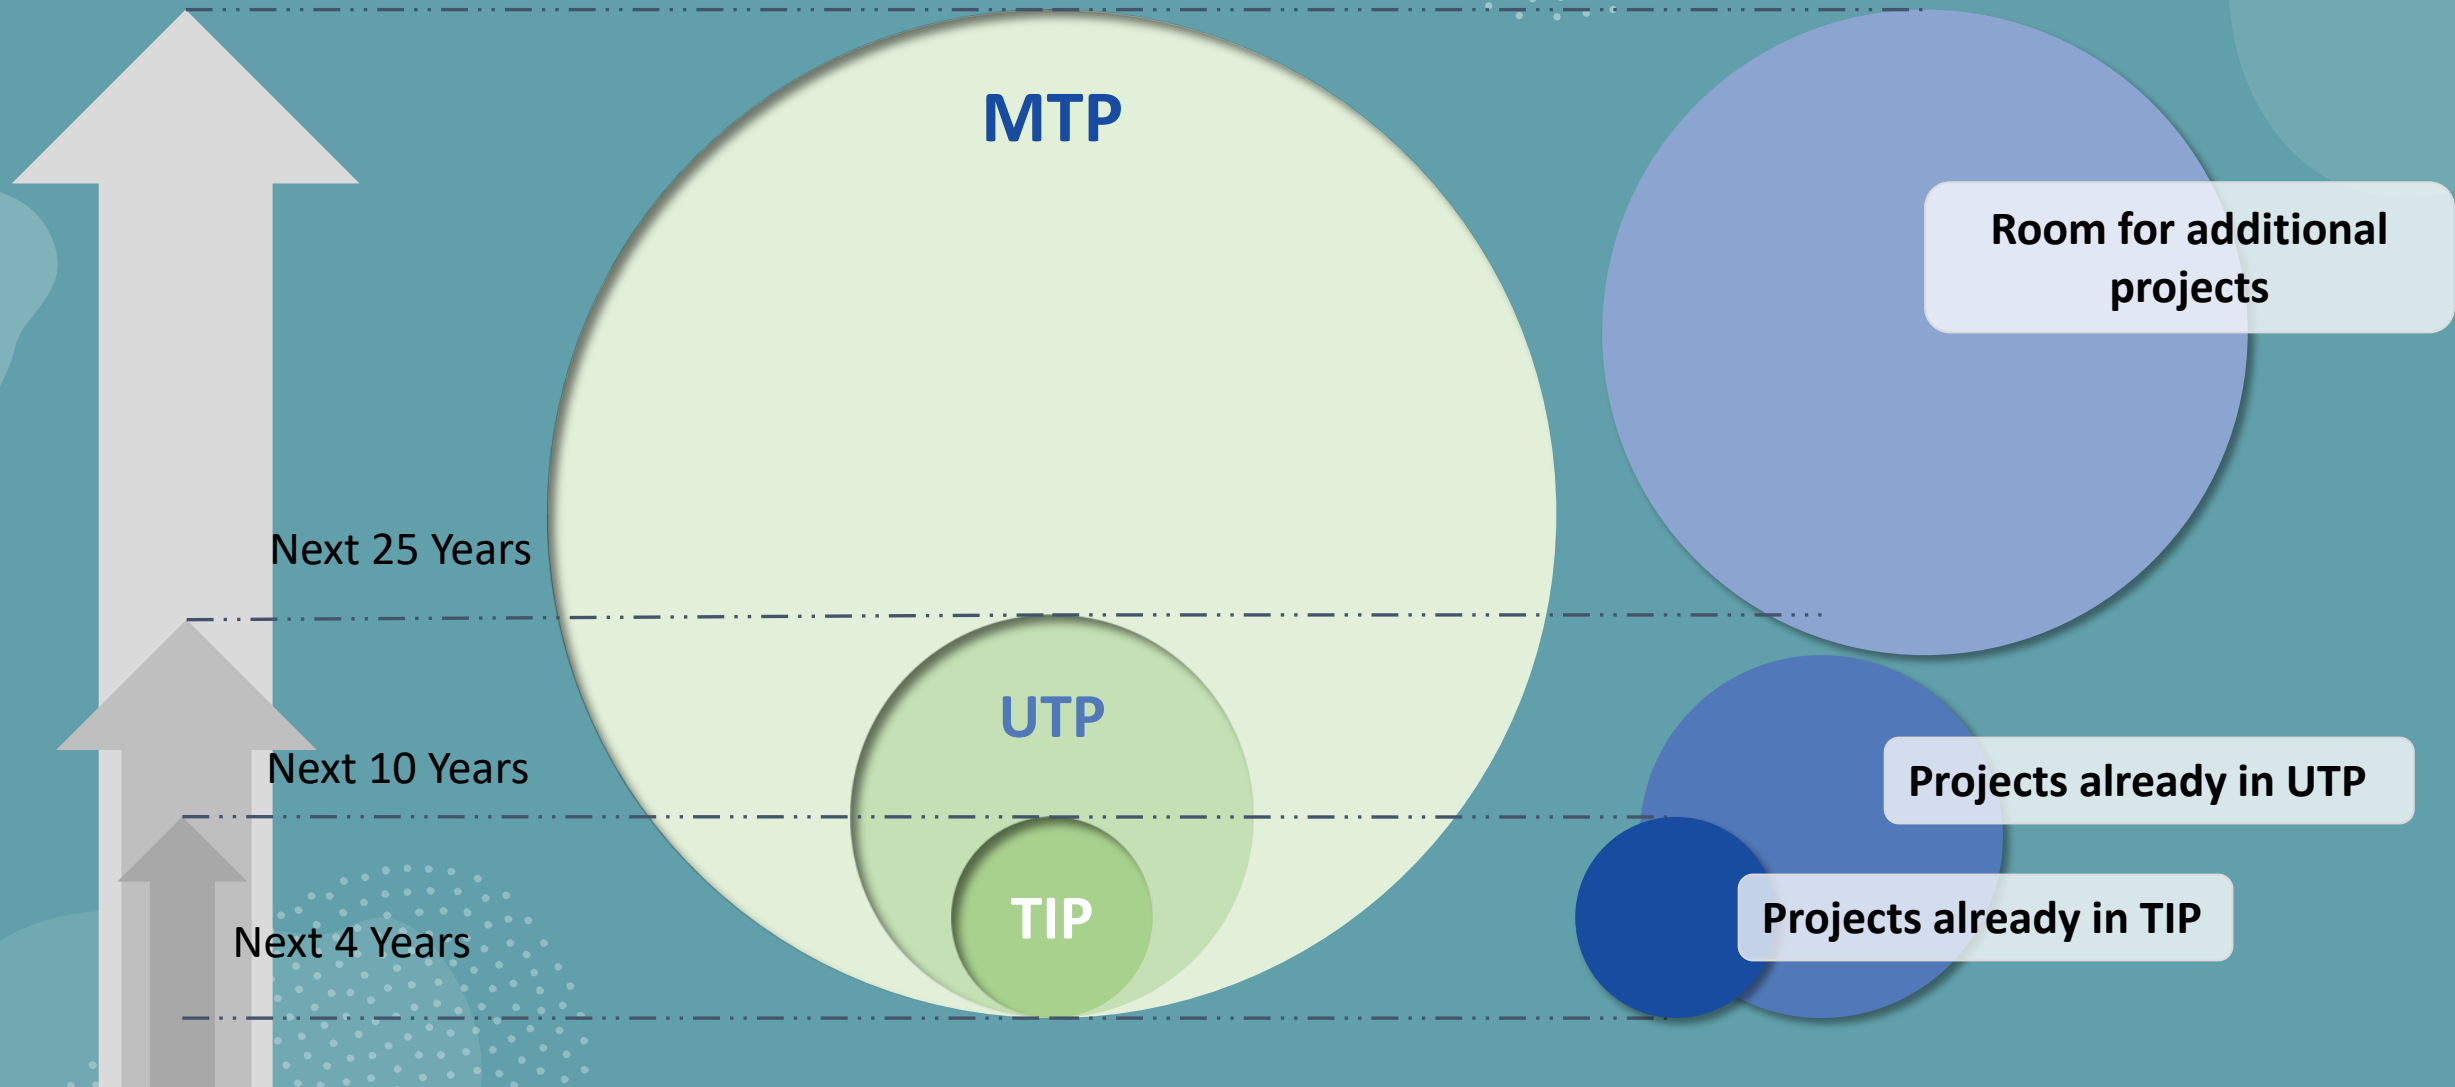 MTP
Room for additional
projects
Next 25 Years
UTP
Next 10 Years
Projects already in UTP
TIP
Projects already in TIP
Next 4 Years